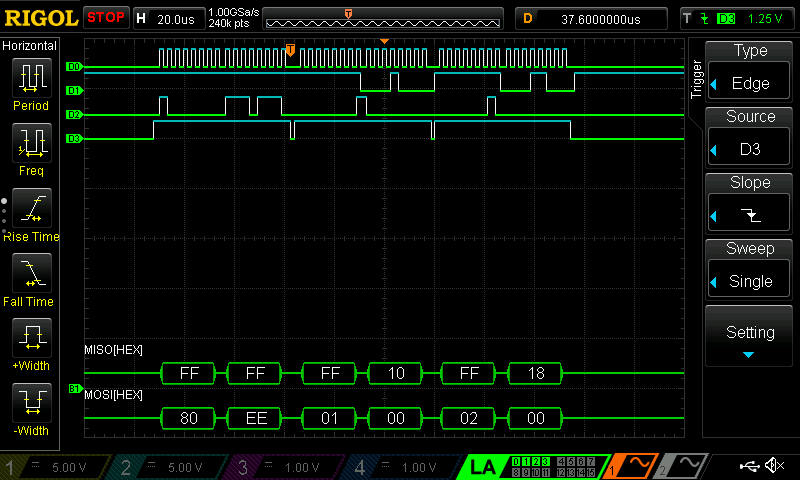 RIGOL STOP H 20.0us 1.00GSa/s 240k pts T D 37.6000000us T D3 1.25 V
Horizontal
Period
Freq
Rise Time
Fall Time
+Width
-Width
T
D0
D1
D2
D3
MISO[HEX]
FF FF FF 10 FF 18
B1
MOSI[HEX]
80 EE 01 00 02 00
Trigger
Type
Edge
Source
D3
Slope
Sweep
Single
Setting
1 5.00 V 2 5.00 V 3 1.00 V 4 1.00 V LA 0 1 2 3 4 5 6 7 1 2
8 9 10 11 12 13 14 15